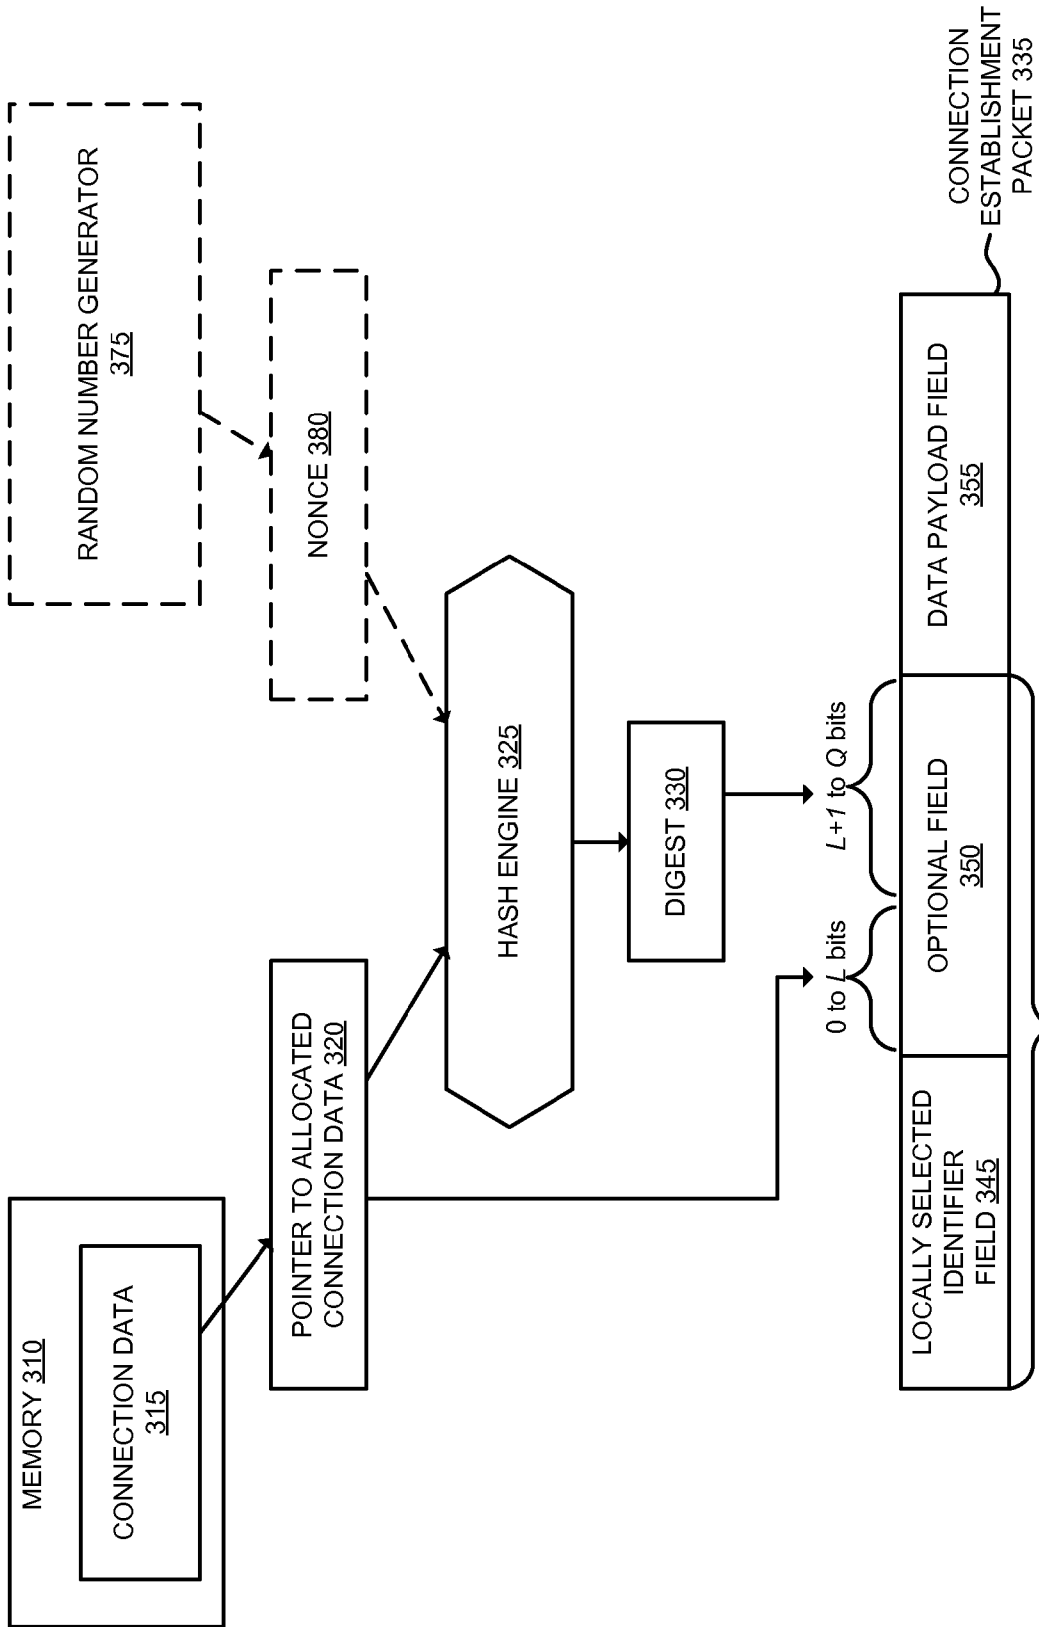 MEMORY 310
CONNECTION DATA
315
RANDOM NUMBER GENERATOR
375
POINTER TO ALLOCATED
CONNECTION DATA 320
NONCE 380
HASH ENGINE 325
DIGEST 330
0 to L bits
L+1 to Q bits
LOCALLY SELECTED
IDENTIFIER
FIELD 345
OPTIONAL FIELD
350
DATA PAYLOAD FIELD
355
CONNECTION
ESTABLISHMENT
PACKET 335